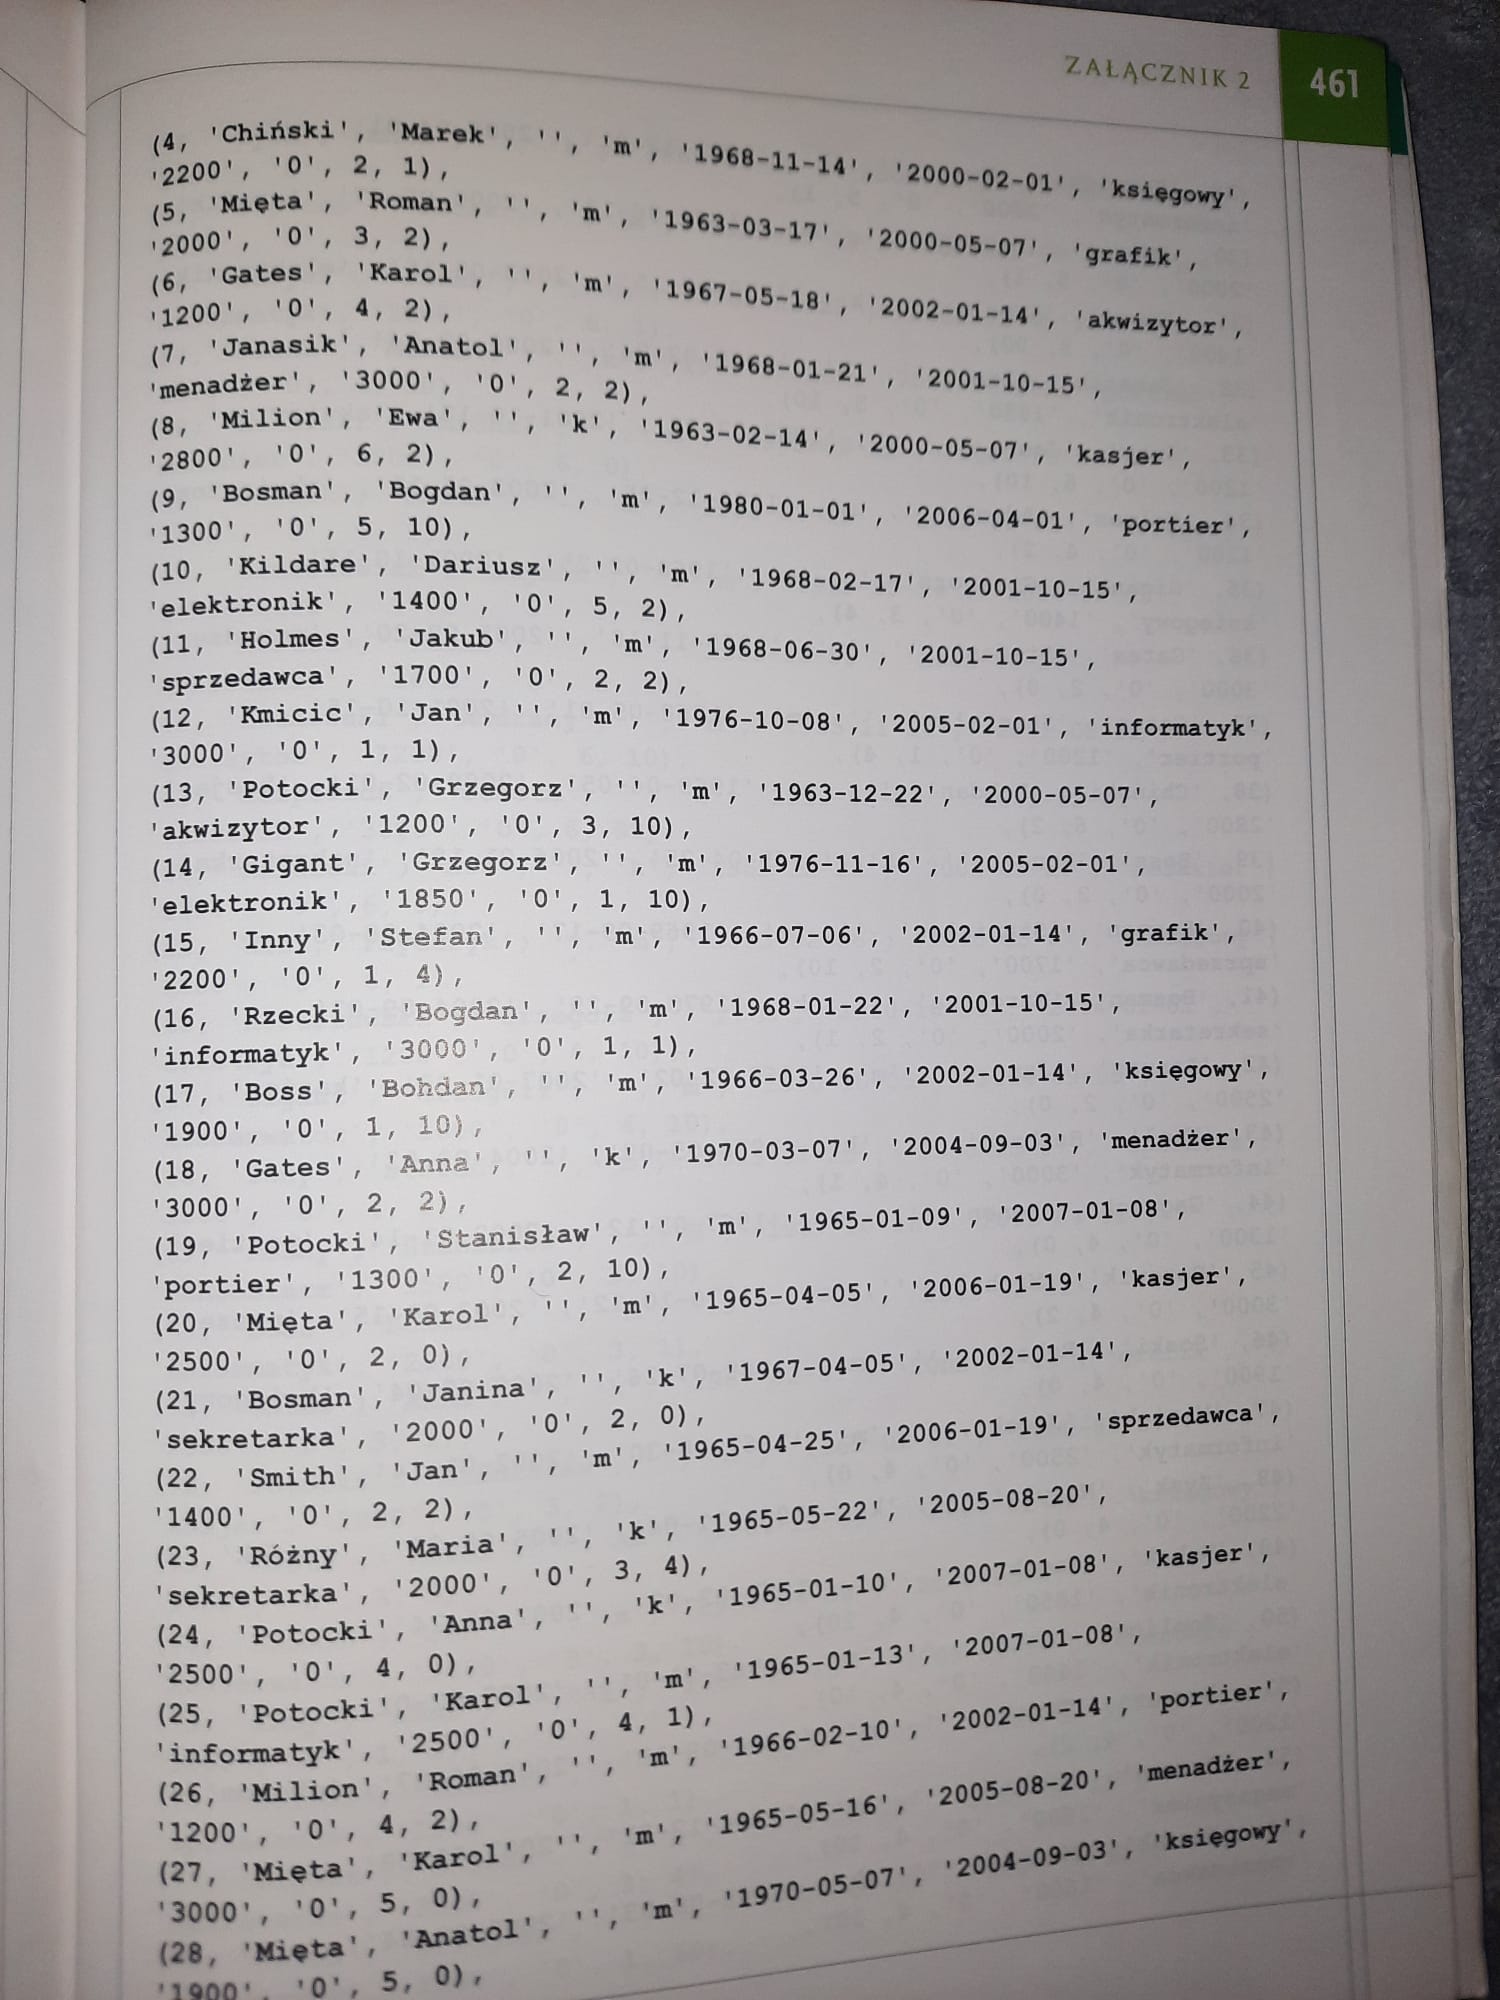 ZAŁĄCZNIK 2 461
(4, 'Chiński', 'Marek', '', 'm', '1968-11-14', '2000-02-01', 'księgowy',
'2200', '0', 2, 1),
(5, 'Mięta', 'Roman', '', 'm', '1963-03-17', '2000-05-07', 'grafik',
'2000', '0', 3, 2),
(6, 'Gates', 'Karol', '', 'm', '1967-05-18', '2002-01-14', 'akwizytor',
'1200', '0', 4, 2),
(7, 'Janasik', 'Anatol', '', 'm', '1968-01-21', '2001-10-15',
'menadżer', '3000', '0', 2, 2),
(8, 'Milion', 'Ewa', '', 'k', '1963-02-14', '2000-05-07', 'kasjer',
'2800', '0', 6, 2),
(9, 'Bosman', 'Bogdan', '', 'm', '1980-01-01', '2006-04-01', 'portier',
'1300', '0', 5, 10),
(10, 'Kildare', 'Dariusz', '', 'm', '1968-02-17', '2001-10-15',
'elektronik', '1400', '0', 5, 2),
(11, 'Holmes', 'Jakub', '', 'm', '1968-06-30', '2001-10-15',
'sprzedawca', '1700', '0', 2, 2),
(12, 'Kmicic', 'Jan', '', 'm', '1976-10-08', '2005-02-01', 'informatyk',
'3000', '0', 1, 1),
(13, 'Potocki', 'Grzegorz', '', 'm', '1963-12-22', '2000-05-07',
'akwizytor', '1200', '0', 3, 10),
(14, 'Gigant', 'Grzegorz', '', 'm', '1976-11-16', '2005-02-01',
'elektronik', '1850', '0', 1, 10),
(15, 'Inny', 'Stefan', '', 'm', '1966-07-06', '2002-01-14', 'grafik',
'2200', '0', 1, 4),
(16, 'Rzecki', 'Bogdan', '', 'm', '1968-01-22', '2001-10-15',
'informatyk', '3000', '0', 1, 1),
(17, 'Boss', 'Bohdan', '', 'm', '1966-03-26', '2002-01-14', 'księgowy',
'1900', '0', 1, 10),
(18, 'Gates', 'Anna', '', 'k', '1970-03-07', '2004-09-03', 'menadżer',
'3000', '0', 2, 2),
(19, 'Potocki', 'Stanisław', '', 'm', '1965-01-09', '2007-01-08',
'portier', '1300', '0', 2, 10),
(20, 'Mięta', 'Karol', '', 'm', '1965-04-05', '2006-01-19', 'kasjer',
'2500', '0', 2, 0),
(21, 'Bosman', 'Janina', '', 'k', '1967-04-05', '2002-01-14',
'sekretarka', '2000', '0', 2, 0),
(22, 'Smith', 'Jan', '', 'm', '1965-04-25', '2006-01-19', 'sprzedawca',
'1400', '0', 2, 2),
(23, 'Różny', 'Maria', '', 'k', '1965-05-22', '2005-08-20',
'sekretarka', '2000', '0', 3, 4),
(24, 'Potocki', 'Anna', '', 'k', '1965-01-10', '2007-01-08', 'kasjer',
'2500', '0', 4, 0),
(25, 'Potocki', 'Karol', '', 'm', '1965-01-13', '2007-01-08',
'informatyk', '2500', '0', 4, 1),
(26, 'Milion', 'Roman', '', 'm', '1966-02-10', '2002-01-14', 'portier',
'1200', '0', 4, 2),
(27, 'Mięta', 'Karol', '', 'm', '1965-05-16', '2005-08-20', 'menadżer',
'3000', '0', 5, 0),
(28, 'Mięta', 'Anatol', '', 'm', '1970-05-07', '2004-09-03', 'księgowy',
'1900', '0', 5, 0),